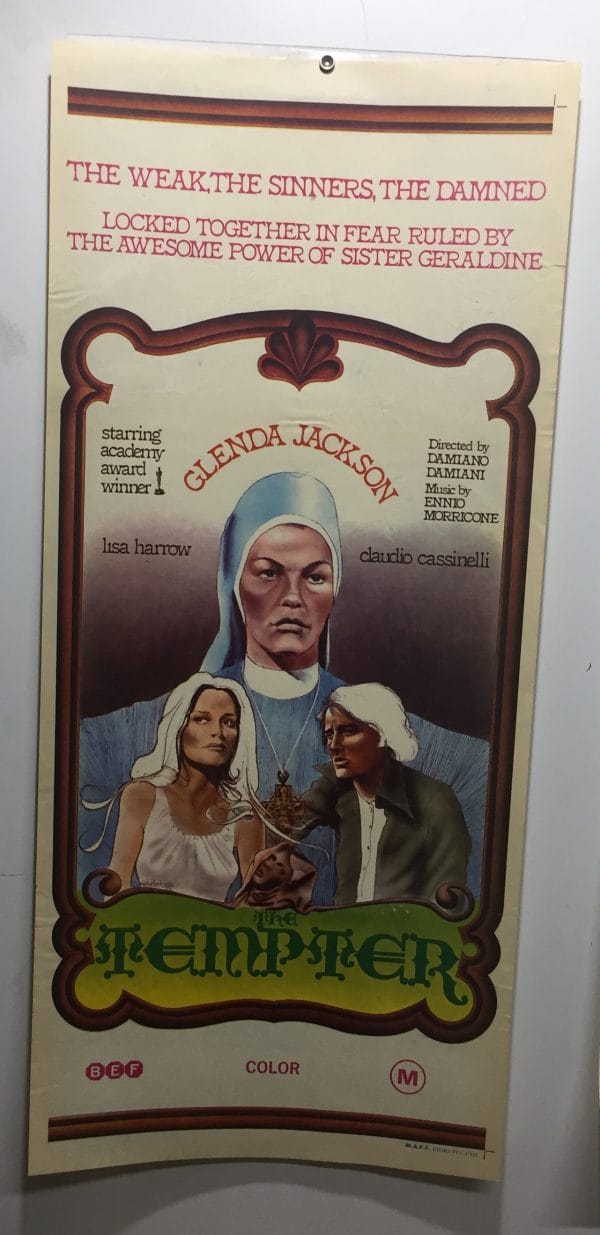 THE WEAK,THE SINNERS, THE DAMNED
LOCKED TOGETHER IN FEAR RULED BY
THE AWESOME POWER OF SISTER GERALDINE
starring
academy
award
winner
GLENDA JACKSON
Directed by
DAMIANO
DAMIANI
Music by
ENNIO
MORRICONE
lisa harrow
claudio cassinelli
THE
TEMPTER
BEF
COLOR
M
M.A.P.S.